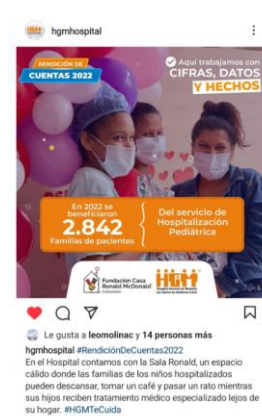 hgmhospital
RENDICIÓN DE
CUENTAS 2022
Aquí trabajamos con
CIFRAS, DATOS
Y HECHOS
En 2022 se
beneficiaron
2.842
Familias de pacientes
Del servicio de
Hospitalización
Pediátrica
Fundación Casa
Ronald McDonald
HGM
Le gusta a leomolinac y 14 personas más
hgmhospital #RendiciónDeCuentas2022
En el Hospital contamos con la Sala Ronald, un espacio
cálido donde las familias de los niños hospitalizados
pueden descansar, tomar un café y pasar un rato mientras
sus hijos reciben tratamiento médico especializado lejos de
su hogar. #HGMTeCuida